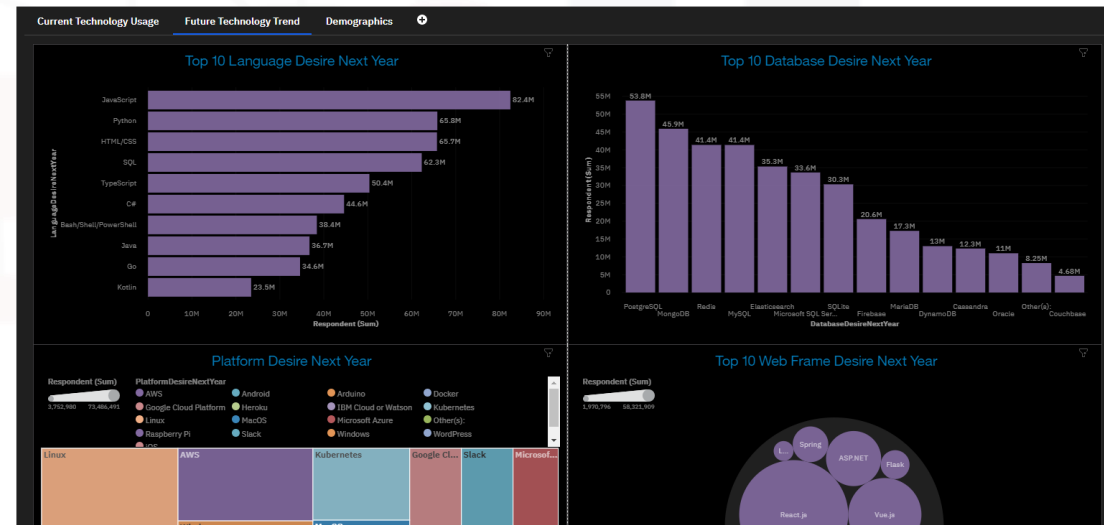 Current Technology Usage Future Technology Trend Demographics
Top 10 Language Desire Next Year
LanguageDesireNextYear
JavaScript 82.4M
Python 65.8M
HTML/CSS 65.7M
SQL 62.3M
TypeScript 50.4M
C# 44.6M
Bash/Shell/PowerShell 38.4M
Java 36.7M
Go 34.6M
Kotlin 23.5M
0 10M 20M 30M 40M 50M 60M 70M 80M 90M
Respondent (Sum)
Top 10 Database Desire Next Year
Respondent (Sum)
55M
50M
45M
40M
35M
30M
25M
20M
15M
10M
5M
0
53.8M 45.9M 41.4M 41.4M 35.3M 33.6M 30.3M 20.6M 17.3M 13M 12.3M 11M 8.25M 4.68M
PostgreSQL Redis Elasticsearch SQLite MariaDB Cassandra Other(s):
MongoDB MySQL Microsoft SQL Ser... Firebase DynamoDB Oracle Couchbase
DatabaseDesireNextYear
Platform Desire Next Year
Respondent (Sum) PlatformDesireNextYear
3,752,980 73,486,491
AWS Android Arduino Docker
Google Cloud Platform Heroku IBM Cloud or Watson Kubernetes
Linux MacOS Microsoft Azure Other(s):
Raspberry Pi Slack Windows WordPress
iOS
Linux AWS Kubernetes Google Cl... Slack Microsof...
Top 10 Web Frame Desire Next Year
Respondent (Sum)
1,970,796 58,321,909
L... Spring ASP.NET Flask
React.js Vue.js